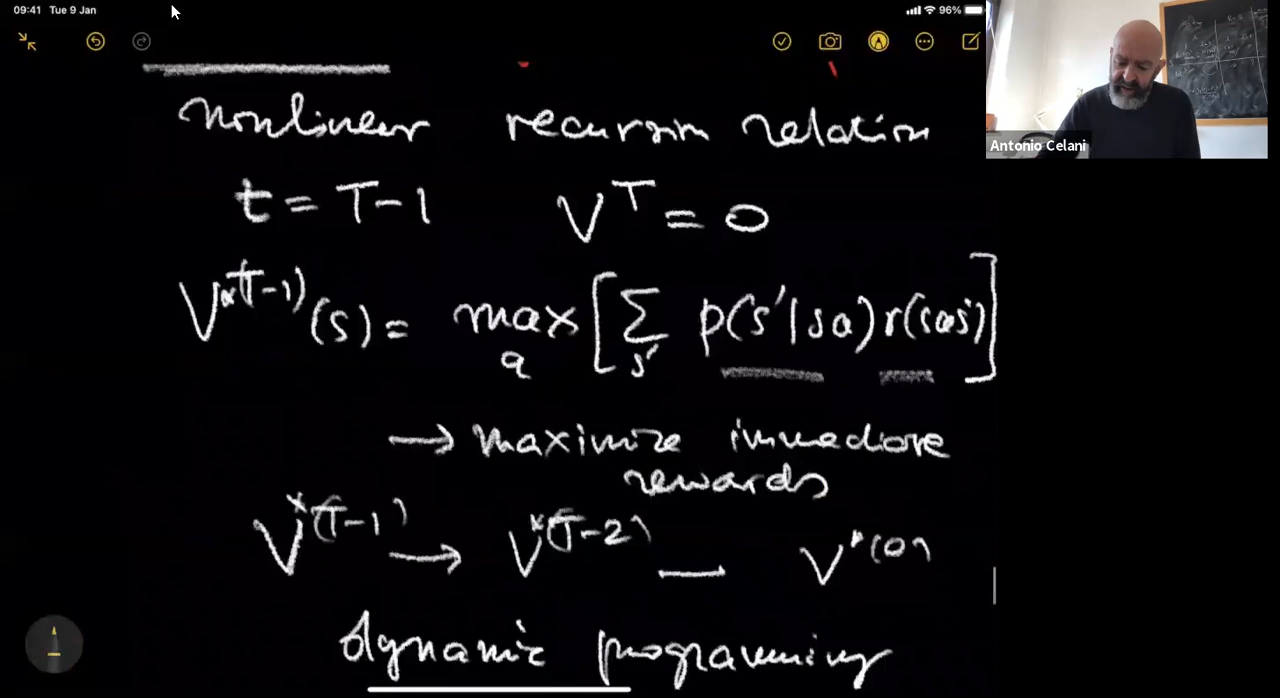 09:41 Tue 9 Jan
96%
nonlinear recursion relation
t = T-1 V^T = 0
V^{*(T-1)}(s) = max_a [ Σ_{s'} p(s'|sa) r(sas') ]
→ maximize immediate
rewards
V^{*(T-1)} → V^{*(T-2)} — V^{*(0)}
dynamic programming
Antonio Celani